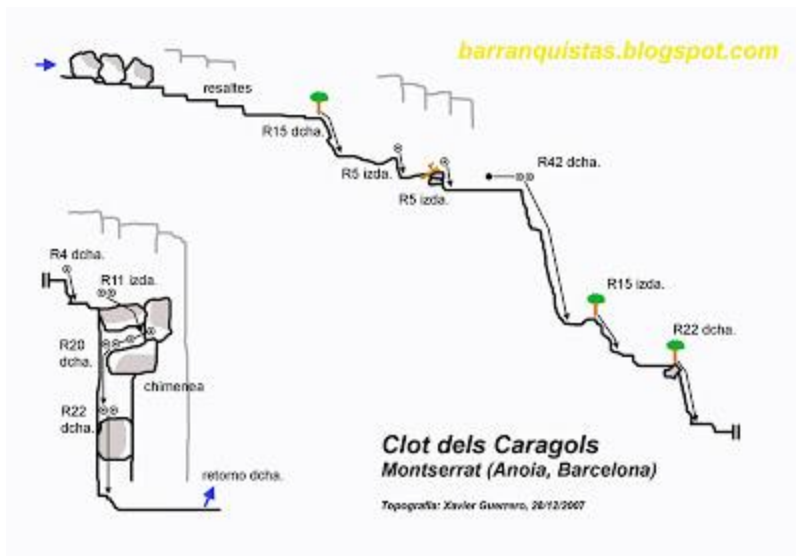 barranquistas.blogspot.com
resaltes
R15 dcha.
R5 izda.
R5 izda.
R42 dcha.
R15 izda.
R22 dcha.
R4 dcha.
R11 izda.
R20
dcha.
chimenea
R22
dcha.
retorno dcha.
Clot dels Caragols
Montserrat (Anoia, Barcelona)
Topografía: Xavier Guerrero, 28/12/2007